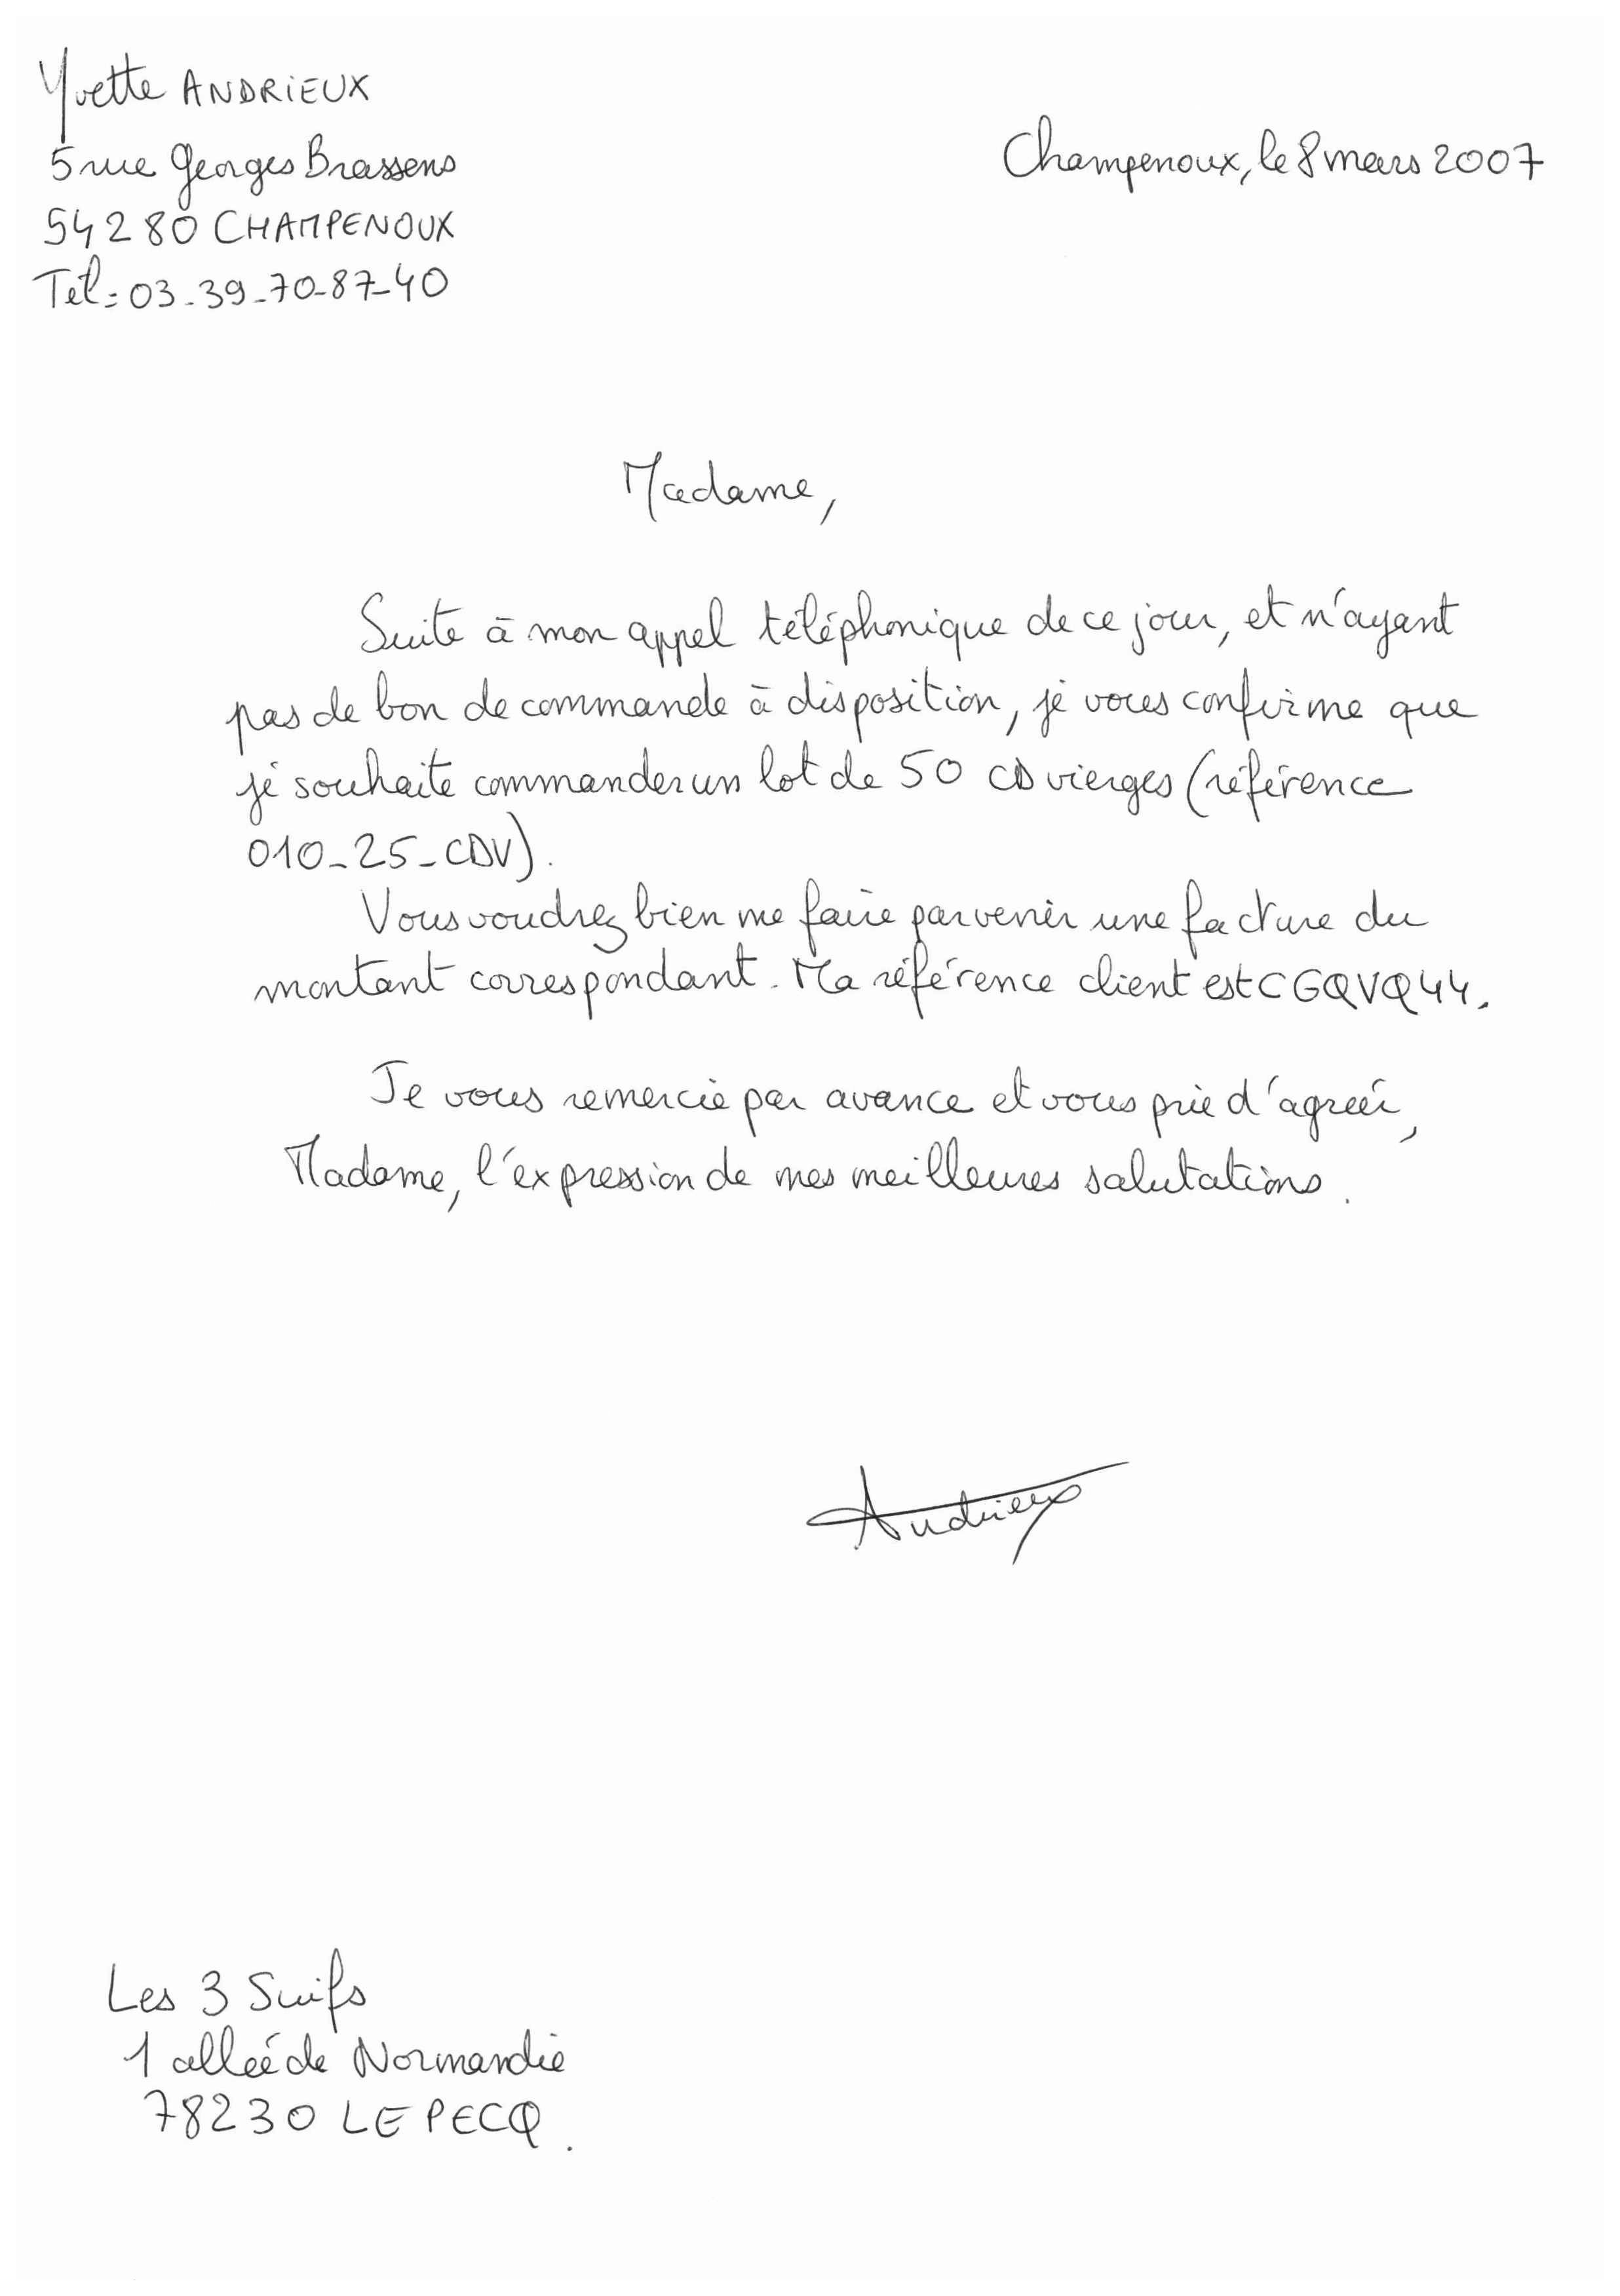 Yvette ANDRIEUX
5 rue Georges Brassens
54280 CHAMPENOUX
Tél : 03-39-70-87-40
Champenoux, le 8 mars 2007
Madame,
Suite à mon appel téléphonique de ce jour, et n'ayant
pas de bon de commande à disposition, je vous confirme que
je souhaite commander un lot de 50 CD vierges (référence
010-25-CDV).
Vous voudrez bien me faire parvenir une facture du
montant correspondant. Ma référence client est CGQVQ44.
Je vous remercie par avance et vous prie d'agréer,
Madame, l'expression de mes meilleures salutations.
Andrieux
Les 3 Suifs
1 allée de Normandie
78230 LE PECQ.